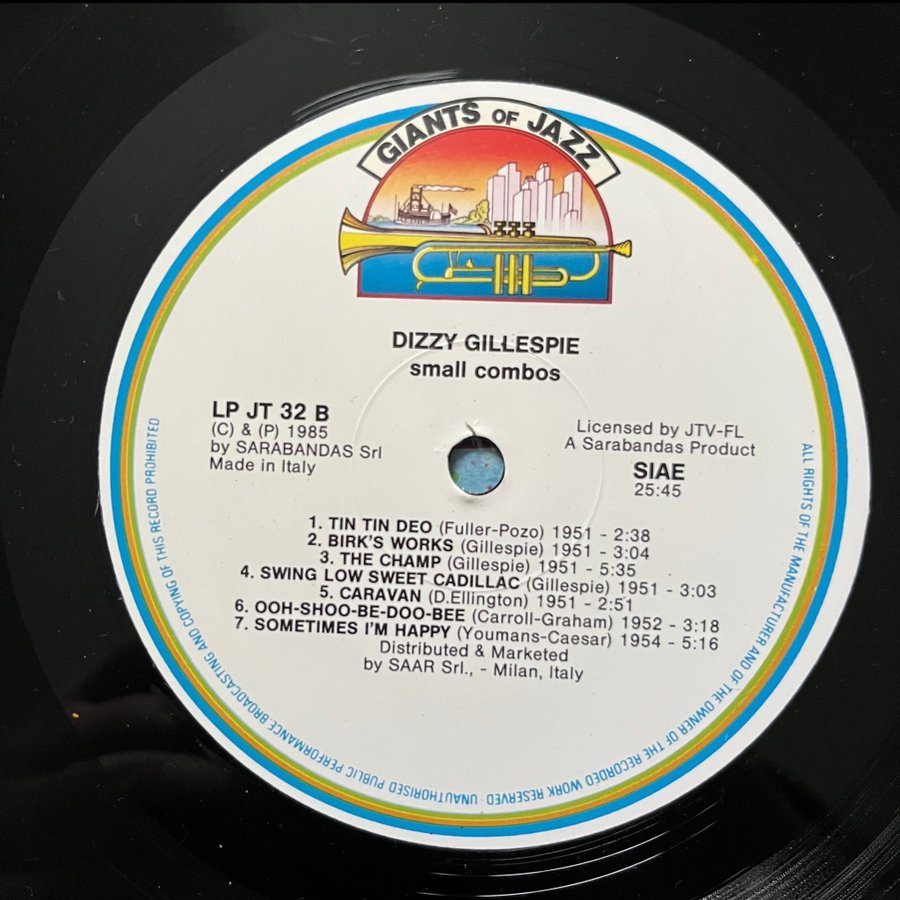 GIANTS OF JAZZ
DIZZY GILLESPIE
small combos
LP JT 32 B
(C) & (P) 1985
by SARABANDAS Srl
Made in Italy
Licensed by JTV-FL
A Sarabandas Product
SIAE
25:45
1. TIN TIN DEO (Fuller-Pozo) 1951 - 2:38
2. BIRK'S WORKS (Gillespie) 1951 - 3:04
3. THE CHAMP (Gillespie) 1951 - 5:35
4. SWING LOW SWEET CADILLAC (Gillespie) 1951 - 3:03
5. CARAVAN (D.Ellington) 1951 - 2:51
6. OOH-SHOO-BE-DOO-BEE (Carroll-Graham) 1952 - 3:18
7. SOMETIMES I'M HAPPY (Youmans-Caesar) 1954 - 5:16
Distributed & Marketed
by SAAR Srl., - Milan, Italy
ALL RIGHTS OF THE MANUFACTURER AND OF THE OWNER OF THE RECORDED WORK RESERVED - UNAUTHORISED PUBLIC PERFORMANCE BROADCASTING AND COPYING OF THIS RECORD PROHIBITED